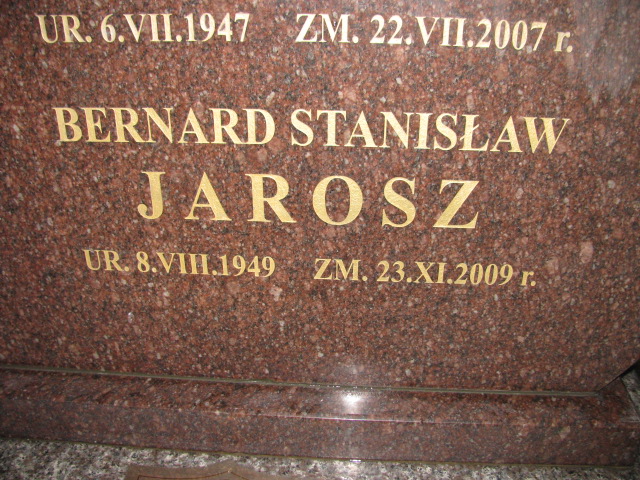 UR. 6.VII.1947 ZM. 22.VII.2007 r.
BERNARD STANISŁAW
JAROSZ
UR. 8.VIII.1949 ZM. 23.XI.2009 r.